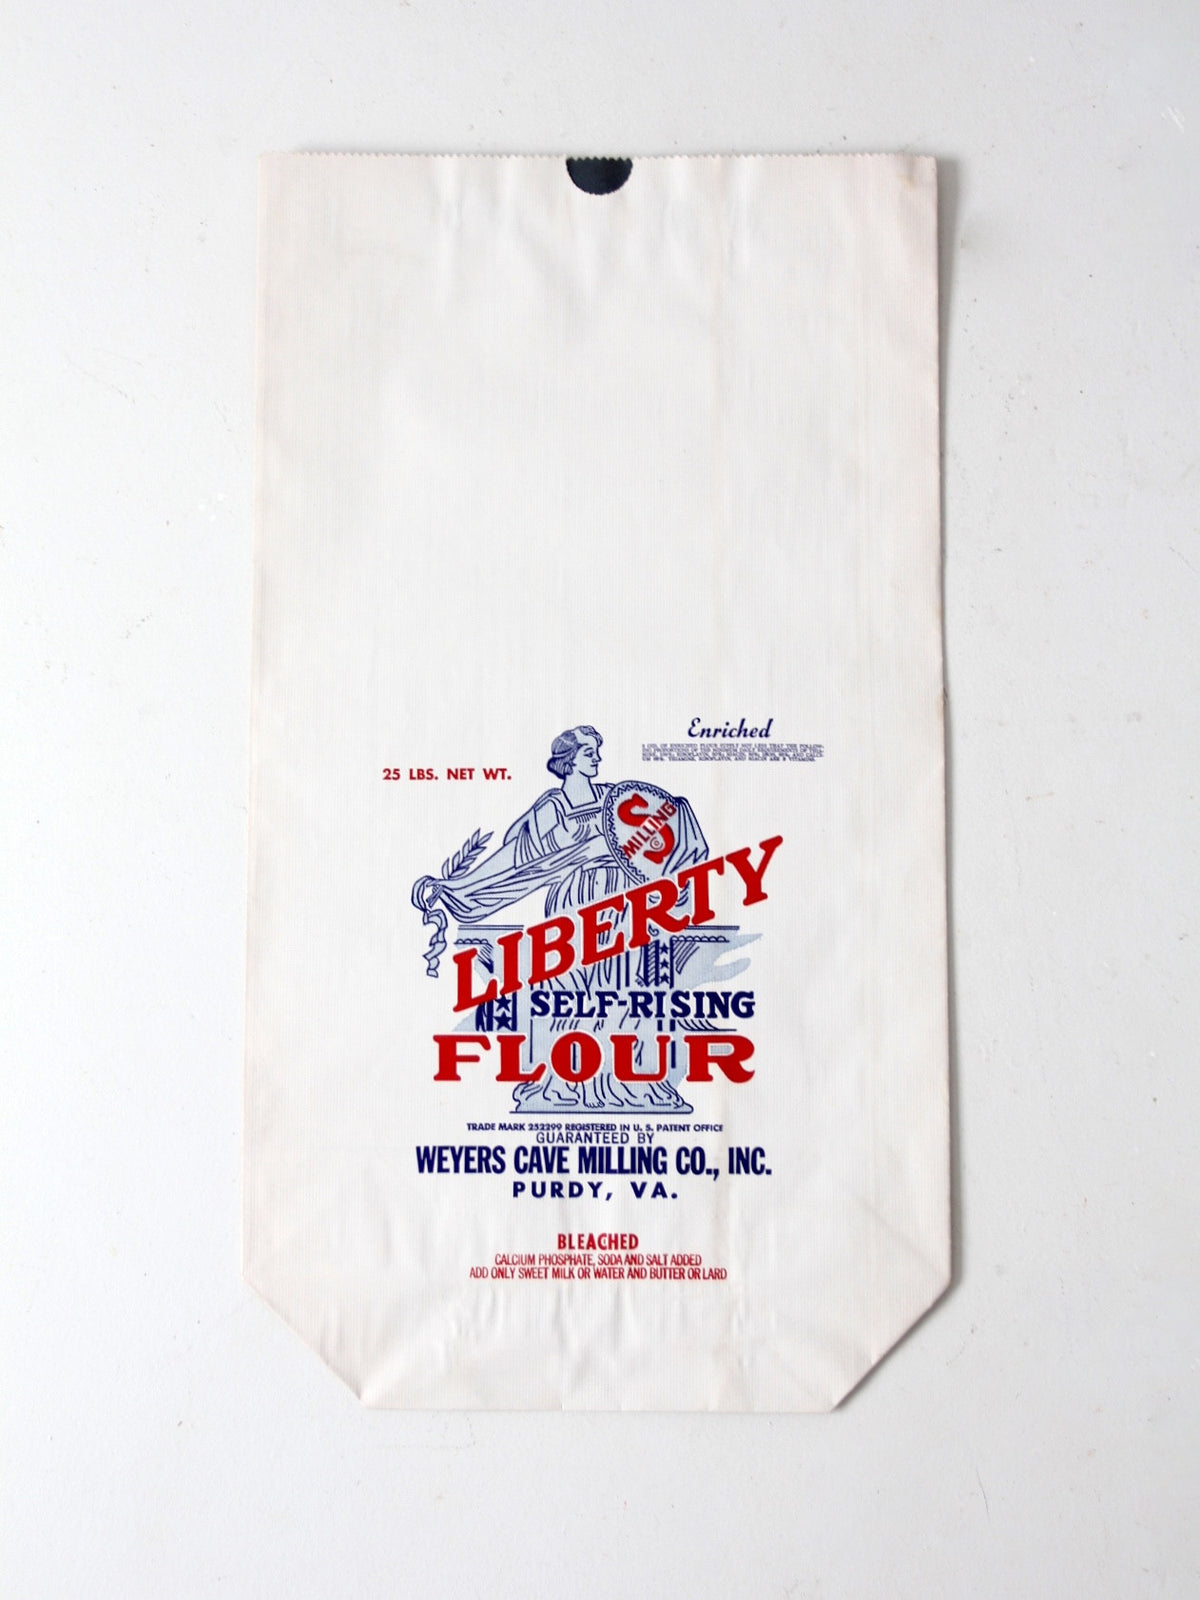 Enriched
25 LBS. NET WT.
S
MILLING
Co
LIBERTY
SELF-RISING
FLOUR
TRADE MARK 252299 REGISTERED IN U. S. PATENT OFFICE
GUARANTEED BY
WEYERS CAVE MILLING CO., INC.
PURDY, VA.
BLEACHED
CALCIUM PHOSPHATE, SODA AND SALT ADDED
ADD ONLY SWEET MILK OR WATER AND BUTTER OR LARD